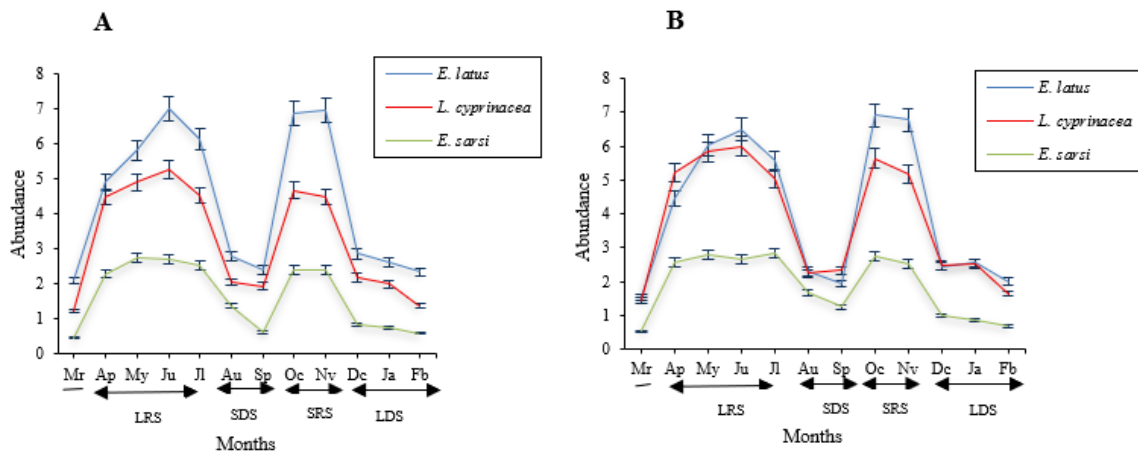 A
E. latus
L. cyprinacea
E. sarsi
8
7
6
5
4
3
2
1
0
Abundance
Mr Ap My Ju Jl Au Sp Oc Nv Dc Ja Fb
LRS SDS SRS LDS
Months
B
E. latus
L. cyprinacea
E. sarsi
8
7
6
5
4
3
2
1
0
Abundance
Mr Ap My Ju Jl Au Sp Oc Nv Dc Ja Fb
LRS SDS SRS LDS
Months